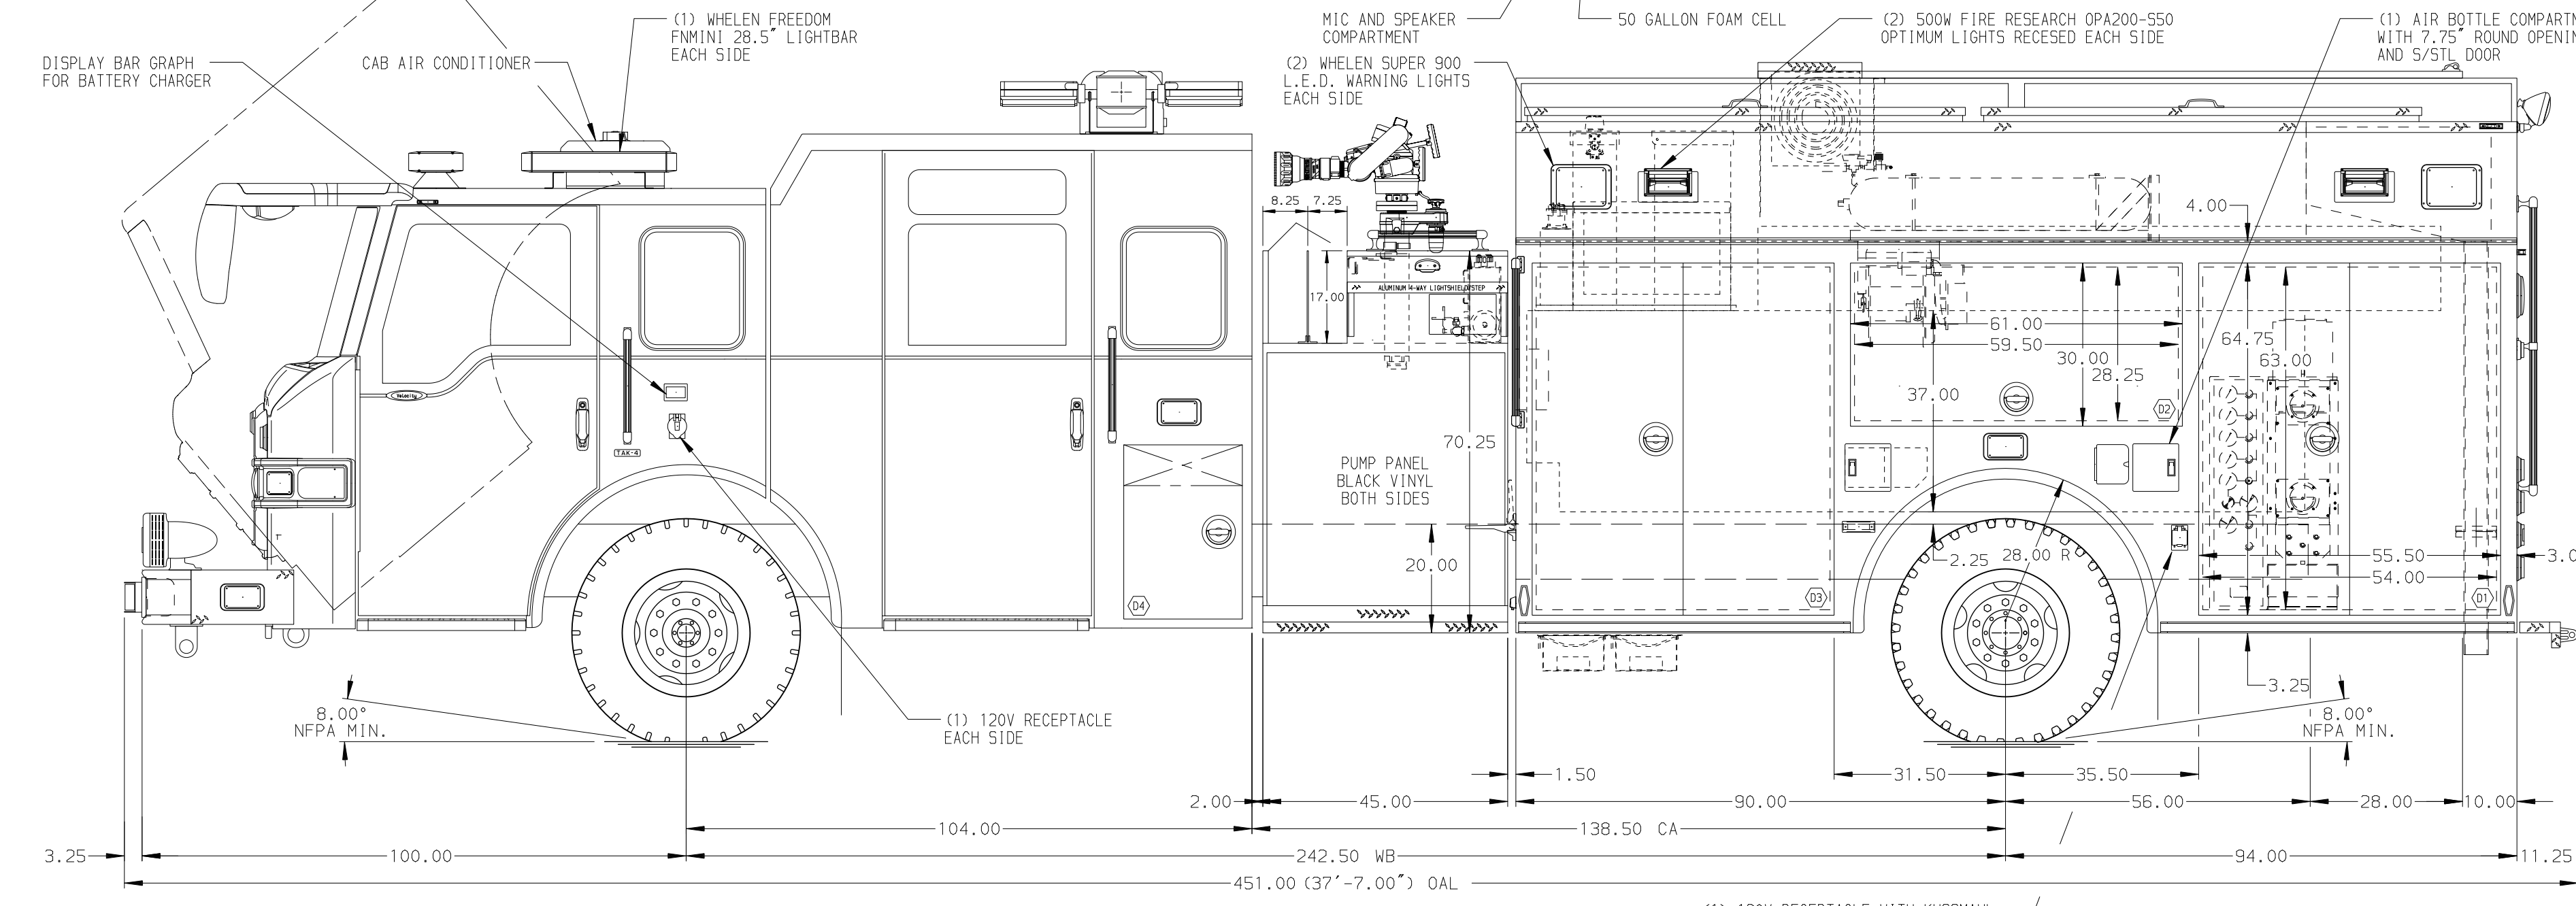 (1) WHELEN FREEDOM
FNMINI 28.5" LIGHTBAR
EACH SIDE
MIC AND SPEAKER
COMPARTMENT
50 GALLON FOAM CELL
(2) 500W FIRE RESEARCH OPA200-S50
OPTIMUM LIGHTS RECESED EACH SIDE
(1) AIR BOTTLE
WITH 7.75" ROUND
AND S/STL DOOR
DISPLAY BAR GRAPH
FOR BATTERY CHARGER
CAB AIR CONDITIONER
(2) WHELEN SUPER 900
L.E.D. WARNING LIGHTS
EACH SIDE
8.25
7.25
4.00
17.00
ALUMINUM 4-WAY LIGHTSHIELD/STEP
61.00
59.50
30.00
28.25
64.75
63.00
37.00
Velocity
D2
70.25
TAK-4
PUMP PANEL
BLACK VINYL
BOTH SIDES
20.00
2.25
28.00 R
55.50
54.00
D4
D3
D1
3.25
8.00°
NFPA MIN.
(1) 120V RECEPTACLE
EACH SIDE
8.00°
NFPA MIN.
1.50
31.50
35.50
2.00
45.00
90.00
56.00
28.00
10.00
104.00
138.50 CA
3.25
100.00
242.50 WB
94.00
11.25
451.00 (37'-7.00") OAL